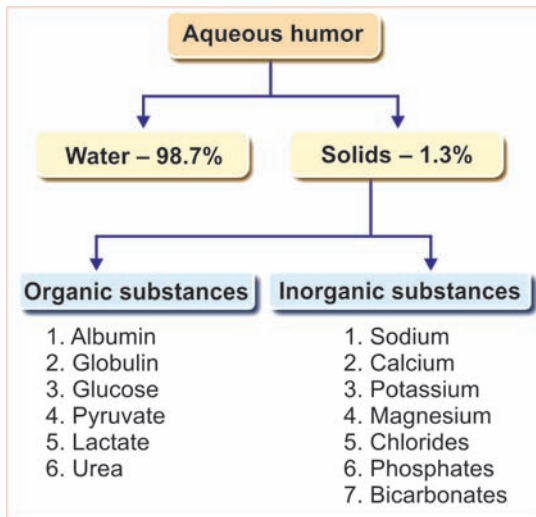 Aqueous humor
Water – 98.7%
Solids – 1.3%
Organic substances
1. Albumin
2. Globulin
3. Glucose
4. Pyruvate
5. Lactate
6. Urea
Inorganic substances
1. Sodium
2. Calcium
3. Potassium
4. Magnesium
5. Chlorides
6. Phosphates
7. Bicarbonates